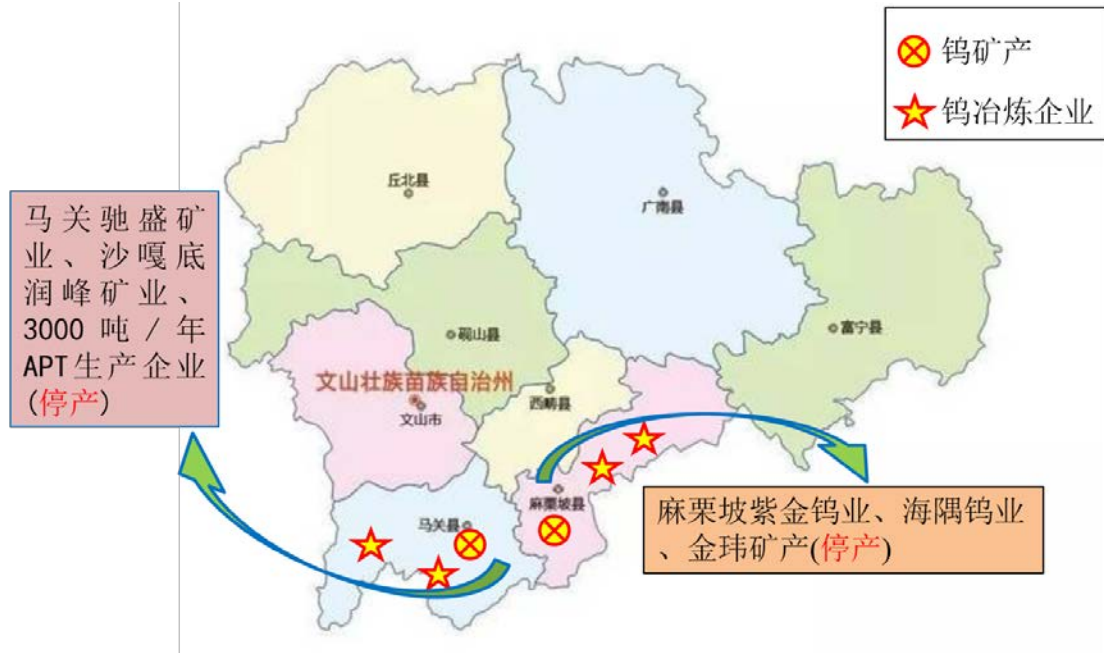 钨矿产
钨冶炼企业
丘北县
广南县
马关驰盛矿
业、沙嘎底
润峰矿业、
3000吨/年
APT生产企业
(停产)
砚山县
富宁县
文山壮族苗族自治州
文山市
西畴县
麻栗坡县
马关县
麻栗坡紫金钨业、海隅钨业
、金玮矿产(停产)